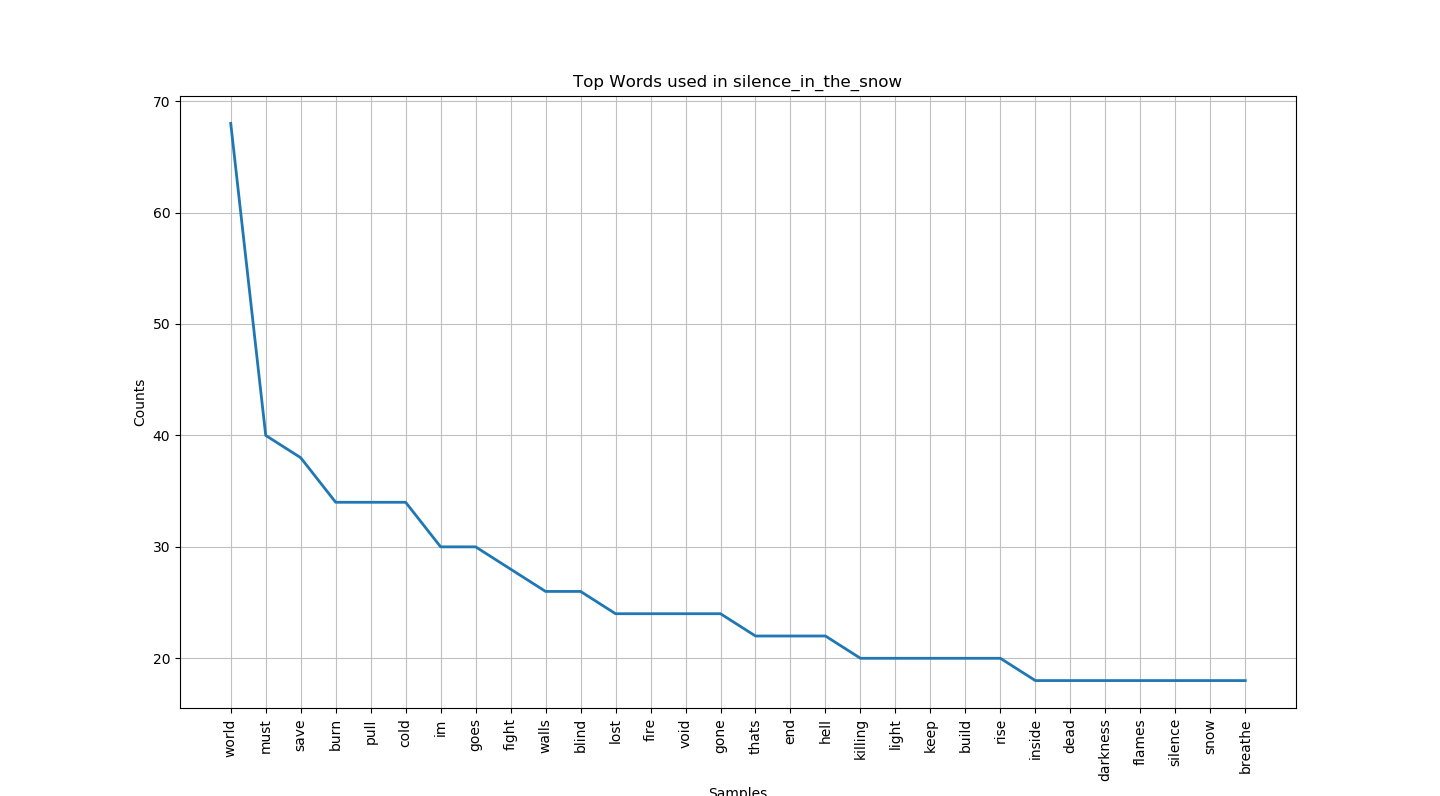 Top Words used in silence_in_the_snow
70
60
50
40
30
20
Counts
world
must
save
burn
pull
cold
im
goes
fight
walls
blind
lost
fire
void
gone
thats
end
hell
killing
light
keep
build
rise
inside
dead
darkness
flames
silence
snow
breathe
Samples